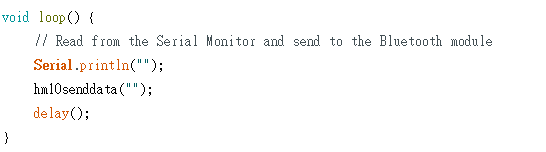 void loop() {
// Read from the Serial Monitor and send to the Bluetooth module
Serial.println("");
hm10senddata("");
delay();
}